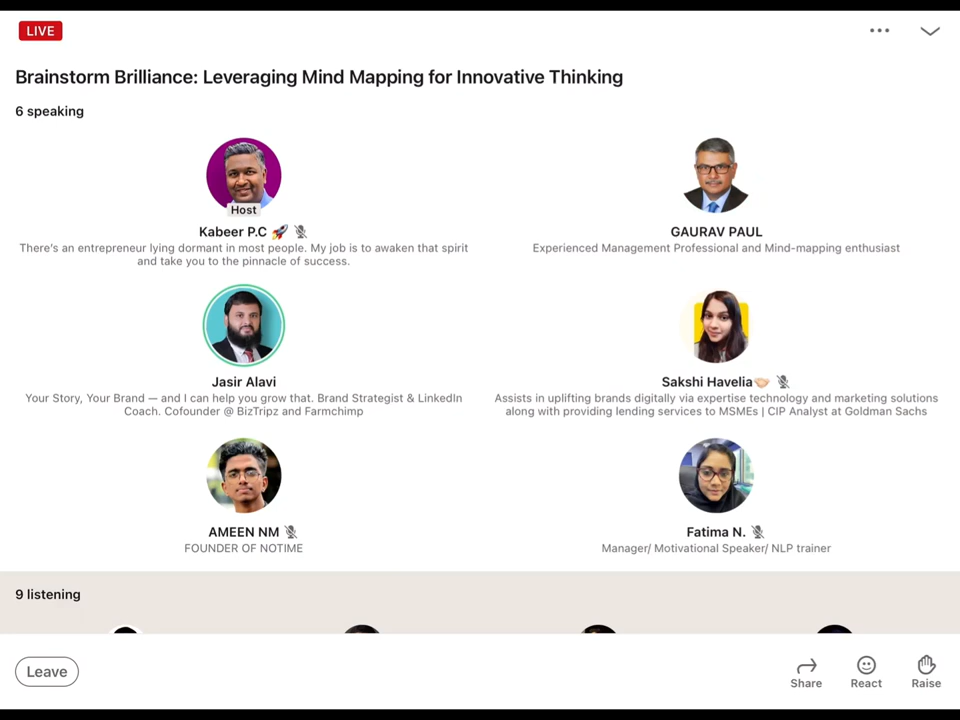 LIVE
Brainstorm Brilliance: Leveraging Mind Mapping for Innovative Thinking
6 speaking
Host
Kabeer P.C 🚀
There's an entrepreneur lying dormant in most people. My job is to awaken that spirit
and take you to the pinnacle of success.
GAURAV PAUL
Experienced Management Professional and Mind-mapping enthusiast
Jasir Alavi
Your Story, Your Brand — and I can help you grow that. Brand Strategist & LinkedIn
Coach. Cofounder @ BizTripz and Farmchimp
Sakshi Havelia🤝🏻
Assists in uplifting brands digitally via expertise technology and marketing solutions
along with providing lending services to MSMEs | CIP Analyst at Goldman Sachs
AMEEN NM
FOUNDER OF NOTIME
Fatima N.
Manager/ Motivational Speaker/ NLP trainer
9 listening
Leave
Share
React
Raise